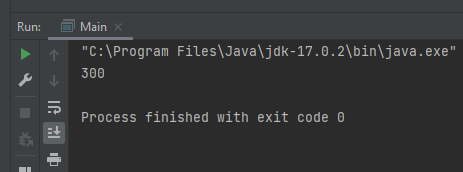 Run: Main
"C:\Program Files\Java\jdk-17.0.2\bin\java.exe"
300
Process finished with exit code 0